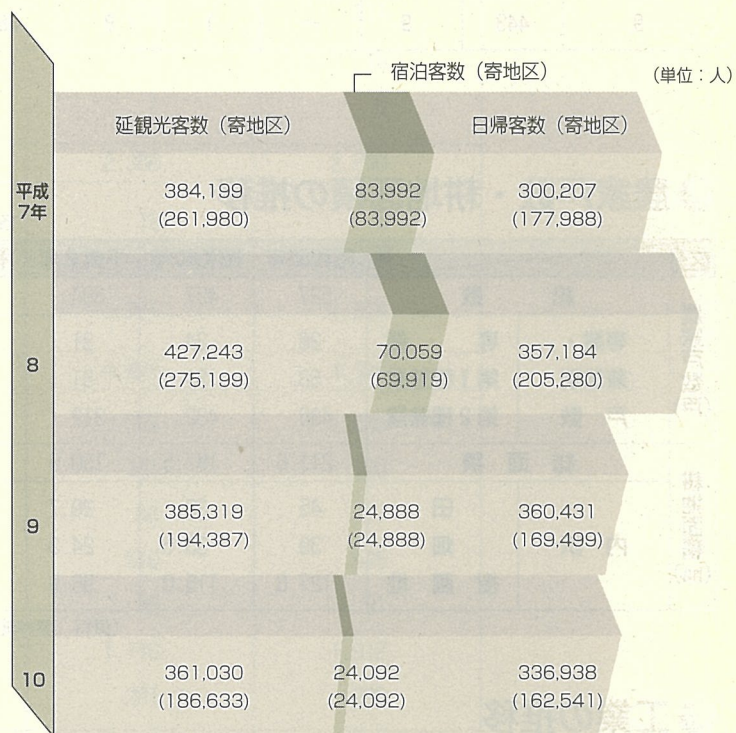 宿泊客数（寄地区）
（単位：人）
延観光客数（寄地区） 日帰客数（寄地区）
平成
7年
384,199 83,992 300,207
(261,980) (83,992) (177,988)
8
427,243 70,059 357,184
(275,199) (69,919) (205,280)
9
385,319 24,888 360,431
(194,387) (24,888) (169,499)
10
361,030 24,092 336,938
(186,633) (24,092) (162,541)